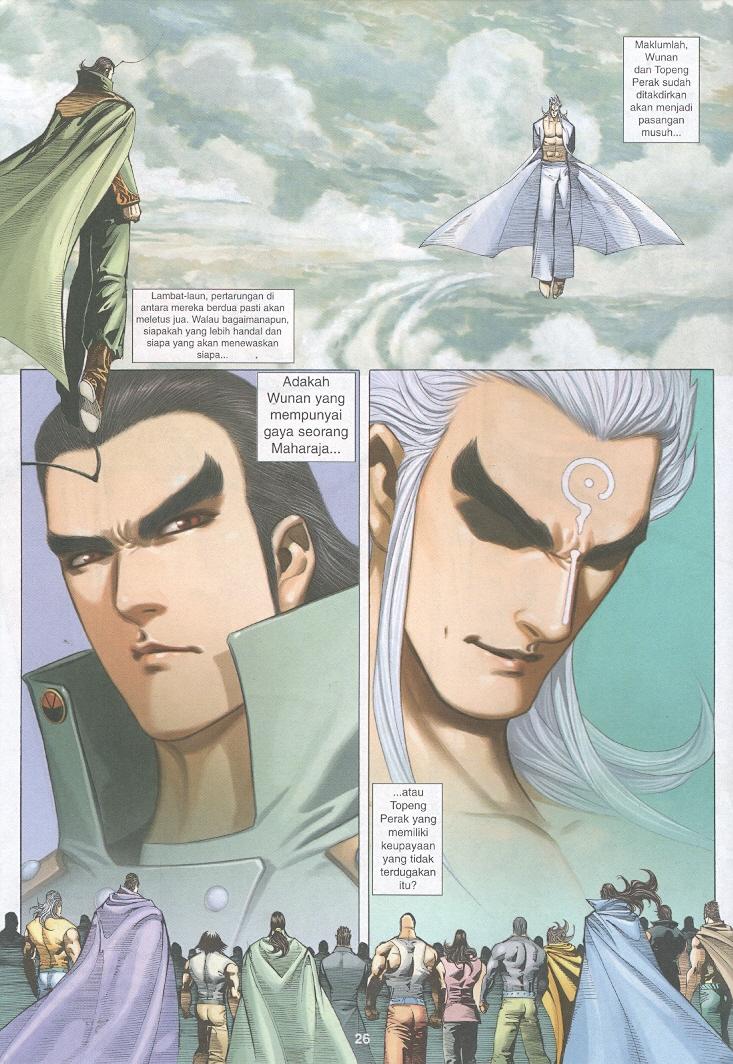 Maklumlah,
Wunan
dan Topeng
Perak sudah
ditakdirkan
akan menjadi
pasangan
musuh...
Lambat-laun, pertarungan di
antara mereka berdua pasti akan
meletus jua. Walau bagaimanapun,
siapakah yang lebih handal dan
siapa yang akan menewaskan
siapa...
Adakah
Wunan yang
mempunyai
gaya seorang
Maharaja...
...atau
Topeng
Perak yang
memiliki
keupayaan
yang tidak
terdugakan
itu?
26